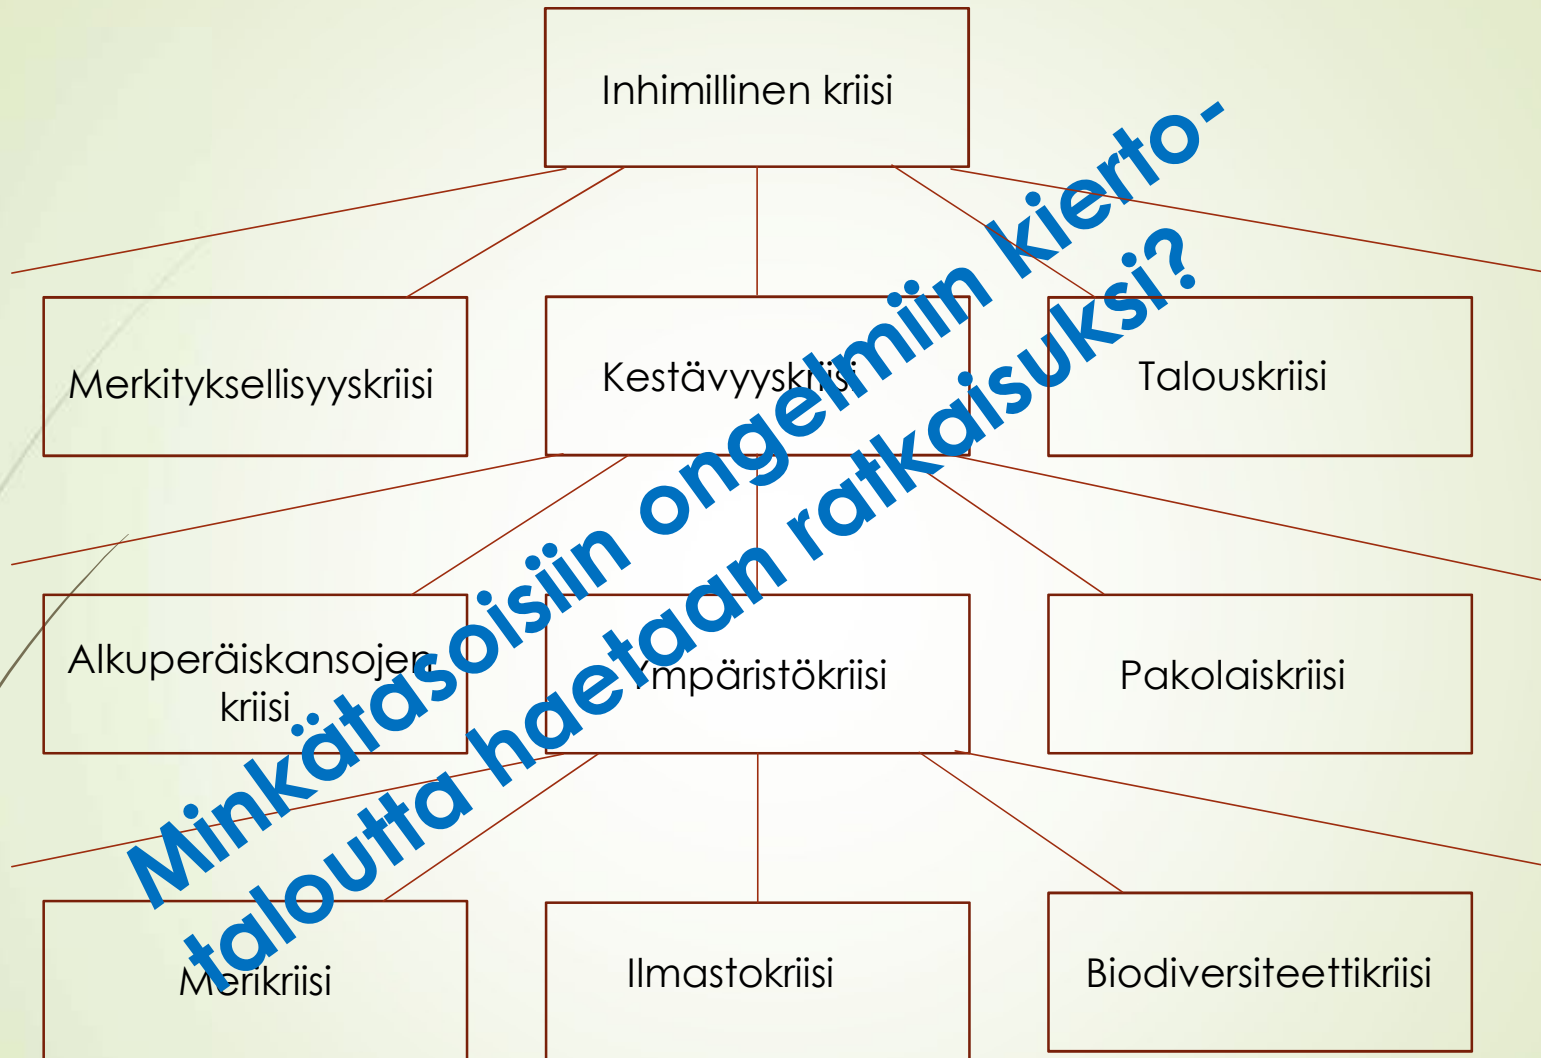 Inhimillinen kriisi
Merkityksellisyyskriisi
Kestävyyskriisi
Talouskriisi
Alkuperäiskansojen
kriisi
Ympäristökriisi
Pakolaiskriisi
Merikriisi
Ilmastokriisi
Biodiversiteettikriisi
Minkätasoisiin ongelmiin kierto-
taloutta haetaan ratkaisuksi?